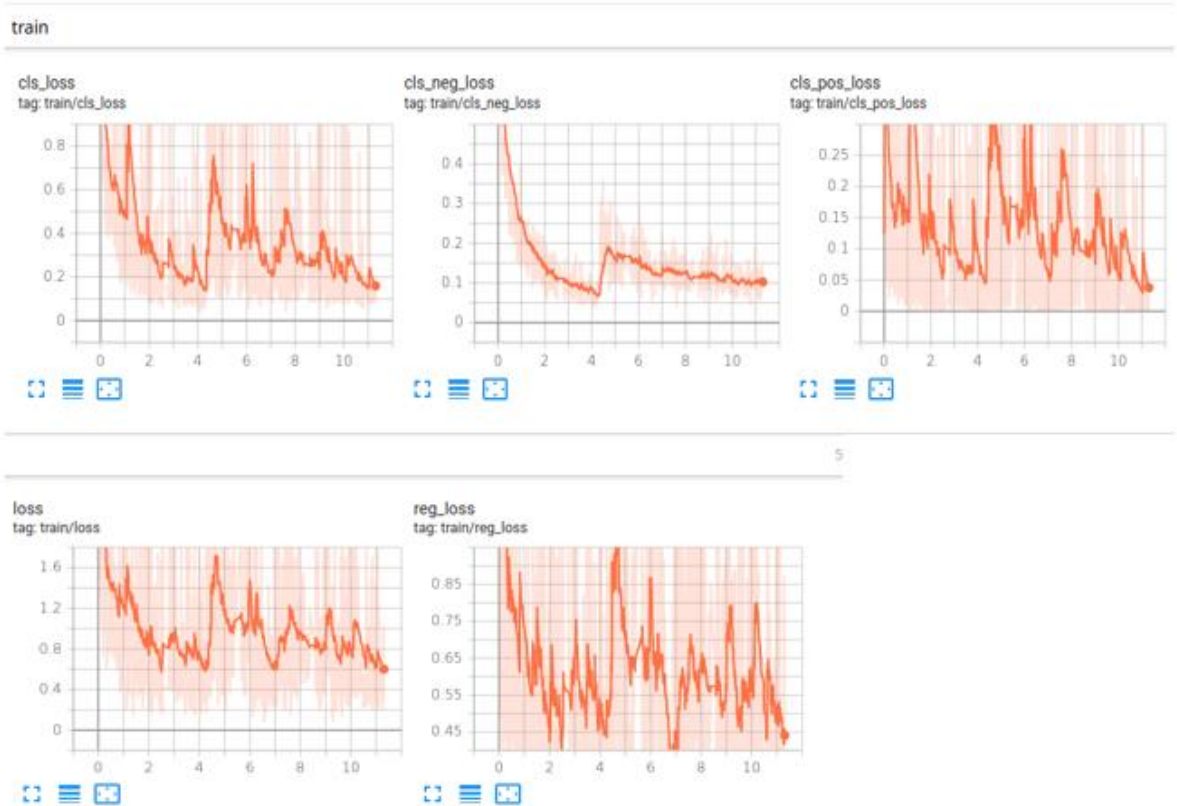 train
cls_loss
tag: train/cls_loss
0.8
0.6
0.4
0.2
0
0 2 4 6 8 10
cls_neg_loss
tag: train/cls_neg_loss
0.4
0.3
0.2
0.1
0
0 2 4 6 8 10
cls_pos_loss
tag: train/cls_pos_loss
0.25
0.2
0.15
0.1
0.05
0
0 2 4 6 8 10
5
loss
tag: train/loss
1.6
1.2
0.8
0.4
0
0 2 4 6 8 10
reg_loss
tag: train/reg_loss
0.85
0.75
0.65
0.55
0.45
0 2 4 6 8 10